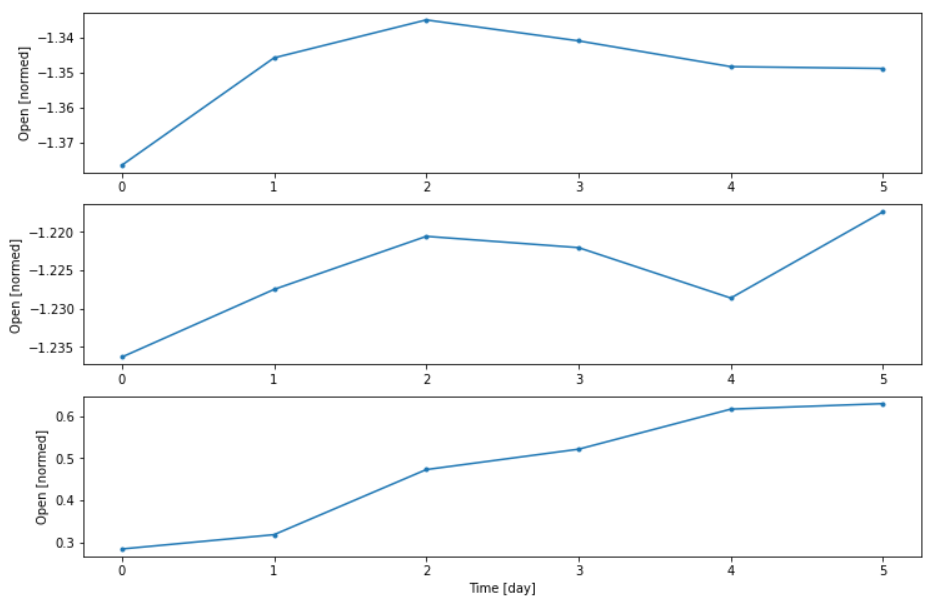 Open [normed]
−1.34
−1.35
−1.36
−1.37
0 1 2 3 4 5
Open [normed]
−1.220
−1.225
−1.230
−1.235
0 1 2 3 4 5
Open [normed]
0.6
0.5
0.4
0.3
0 1 2 3 4 5
Time [day]